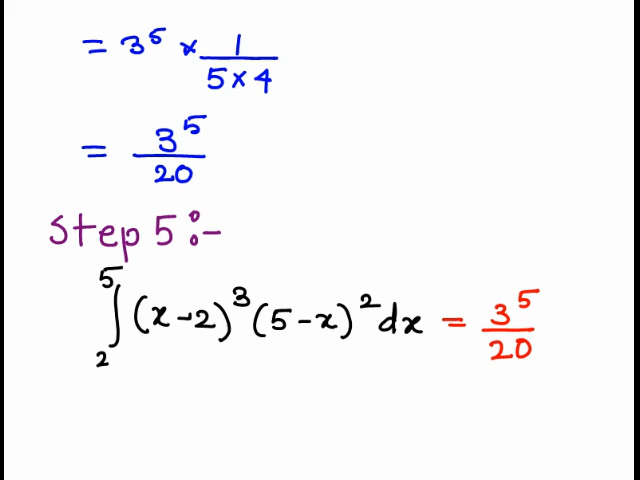 = 3⁵ × 1/(5×4)
= 3⁵/20
Step 5 :-
∫₂⁵ (x-2)³ (5-x)² dx = 3⁵/20